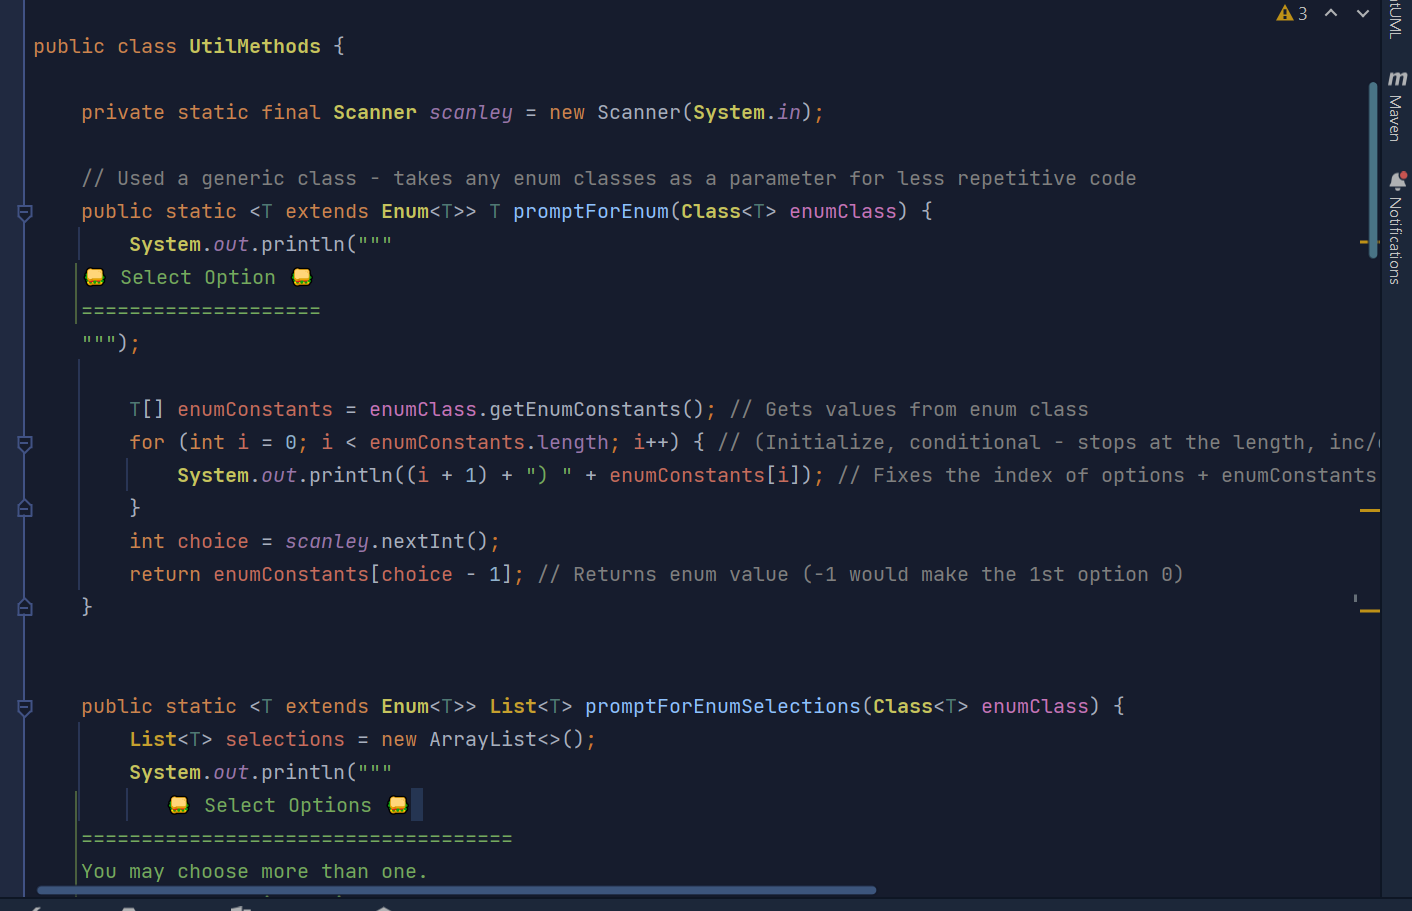 3
public class UtilMethods {
private static final Scanner scanley = new Scanner(System.in);
// Used a generic class - takes any enum classes as a parameter for less repetitive code
public static <T extends Enum<T>> T promptForEnum(Class<T> enumClass) {
System.out.println("""
🥪 Select Option 🥪
====================
""");
T[] enumConstants = enumClass.getEnumConstants(); // Gets values from enum class
for (int i = 0; i < enumConstants.length; i++) { // (Initialize, conditional - stops at the length, inc/
System.out.println((i + 1) + ") " + enumConstants[i]); // Fixes the index of options + enumConstants
}
int choice = scanley.nextInt();
return enumConstants[choice - 1]; // Returns enum value (-1 would make the 1st option 0)
}
public static <T extends Enum<T>> List<T> promptForEnumSelections(Class<T> enumClass) {
List<T> selections = new ArrayList<>();
System.out.println("""
🥪 Select Options 🥪
====================================
You may choose more than one.
tUML
m Maven
Notifications